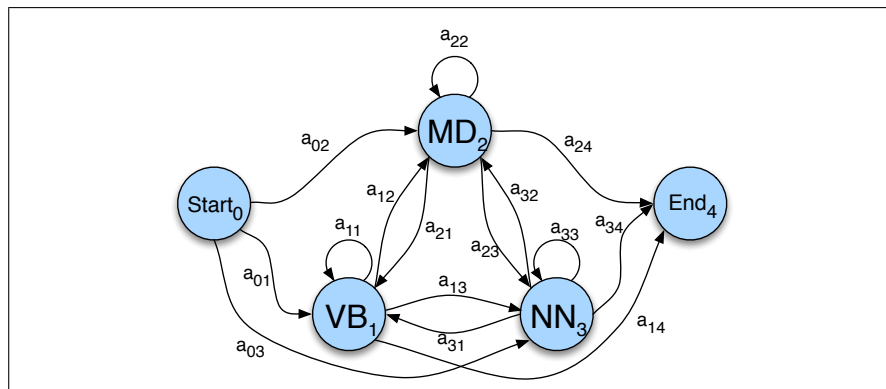 a22
MD2
a02
a24
Start0
End4
a12
a32
a11
a21
a23
a33
a34
a01
a13
VB1
NN3
a03
a31
a14